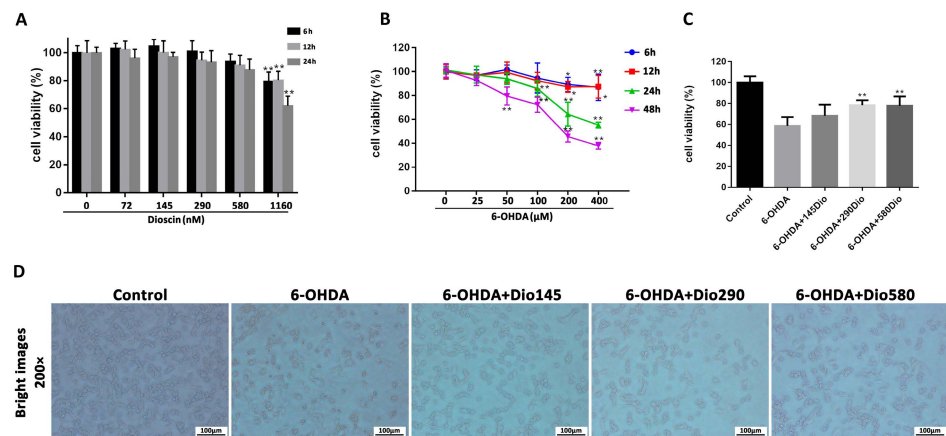 A
cell viability (%)
100
80
60
40
20
0
6h
12h
24h
**
**
**
0 72 145 290 580 1160
Dioscin (nM)
B
cell viability (%)
120
100
80
60
40
20
0
6h
12h
24h
48h
**
**
**
*
*
**
**
**
*
**
**
0 25 50 100 200 400
6-OHDA (μM)
C
cell viability (%)
120
100
80
60
40
20
0
**
**
Control
6-OHDA
6-OHDA+145Dio
6-OHDA+290Dio
6-OHDA+580Dio
D
Control 6-OHDA 6-OHDA+Dio145 6-OHDA+Dio290 6-OHDA+Dio580
Bright images
200×
100μm 100μm 100μm 100μm 100μm